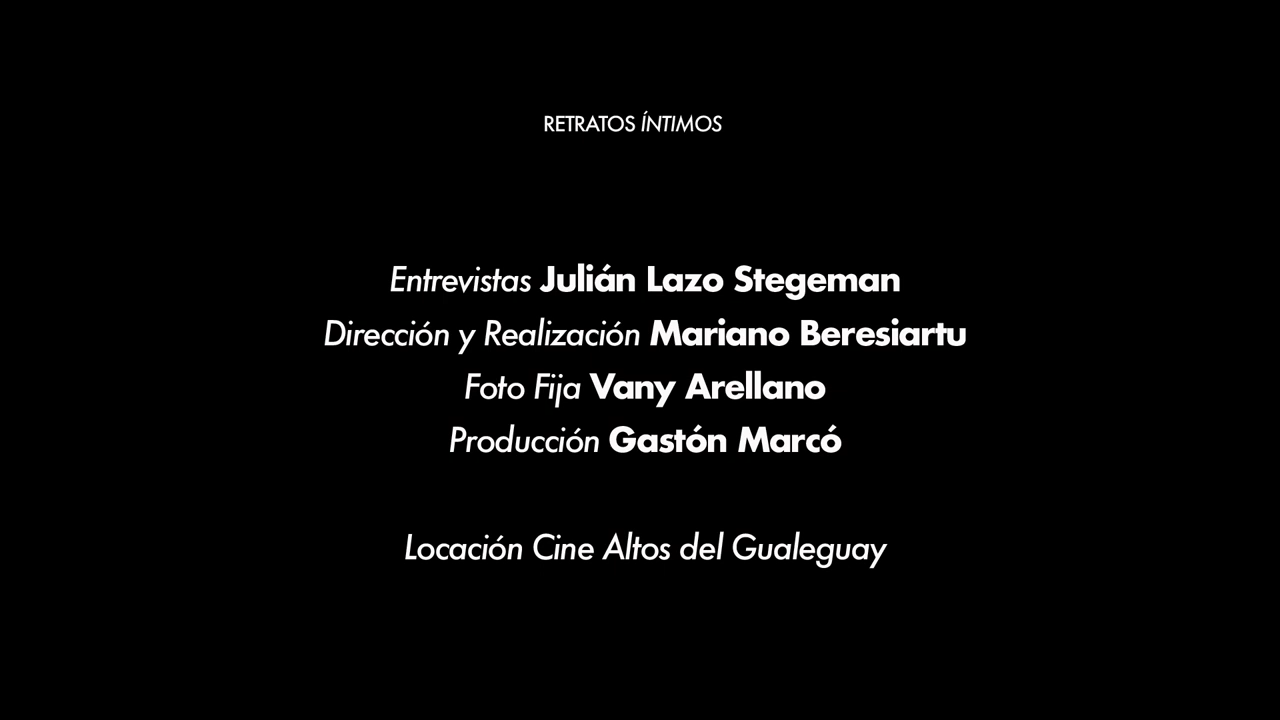 RETRATOS ÍNTIMOS
Entrevistas Julián Lazo Stegeman
Dirección y Realización Mariano Beresiartu
Foto Fija Vany Arellano
Producción Gastón Marcó
Locación Cine Altos del Gualeguay